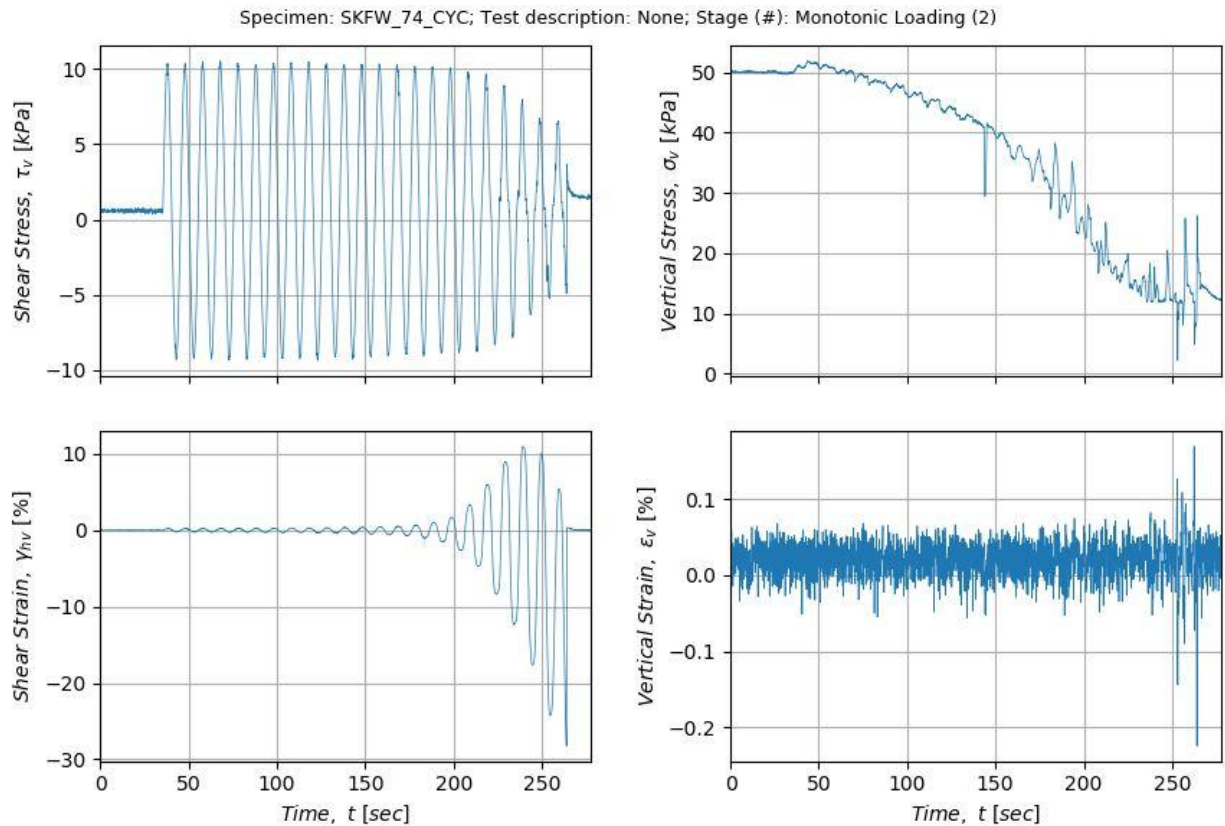 Specimen: SKFW_74_CYC; Test description: None; Stage (#): Monotonic Loading (2)
Shear Stress, τᵥ [kPa]
10
5
0
−5
−10
Vertical Stress, σᵥ [kPa]
50
40
30
20
10
0
Shear Strain, γₕᵥ [%]
10
0
−10
−20
−30
0 50 100 150 200 250
Time, t [sec]
Vertical Strain, εᵥ [%]
0.1
0.0
−0.1
−0.2
0 50 100 150 200 250
Time, t [sec]